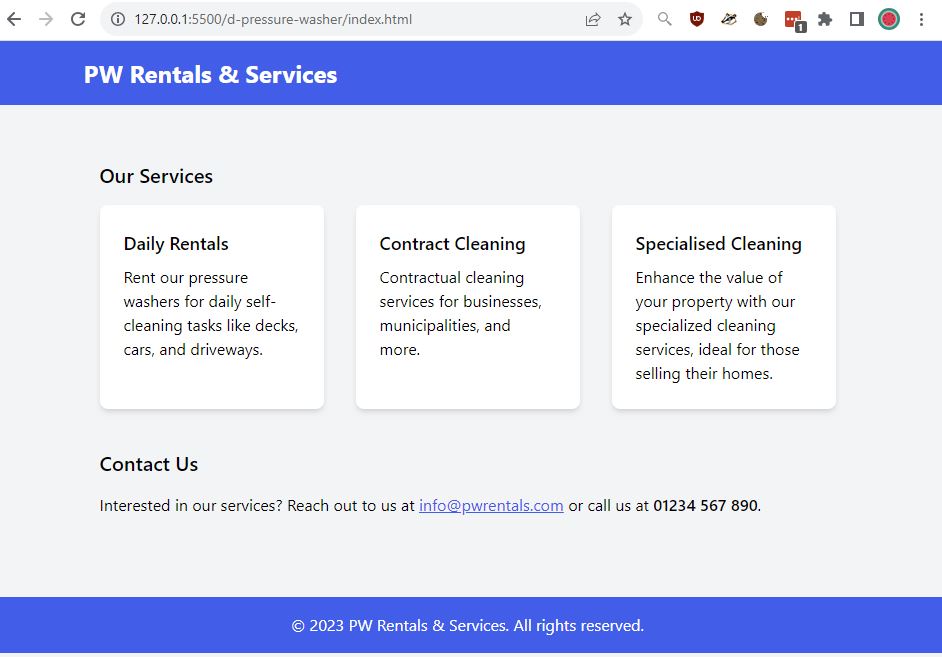 127.0.0.1:5500/d-pressure-washer/index.html
UD
1
PW Rentals & Services
Our Services
Daily Rentals
Rent our pressure
washers for daily self-
cleaning tasks like decks,
cars, and driveways.
Contract Cleaning
Contractual cleaning
services for businesses,
municipalities, and
more.
Specialised Cleaning
Enhance the value of
your property with our
specialized cleaning
services, ideal for those
selling their homes.
Contact Us
Interested in our services? Reach out to us at info@pwrentals.com or call us at 01234 567 890.
© 2023 PW Rentals & Services. All rights reserved.